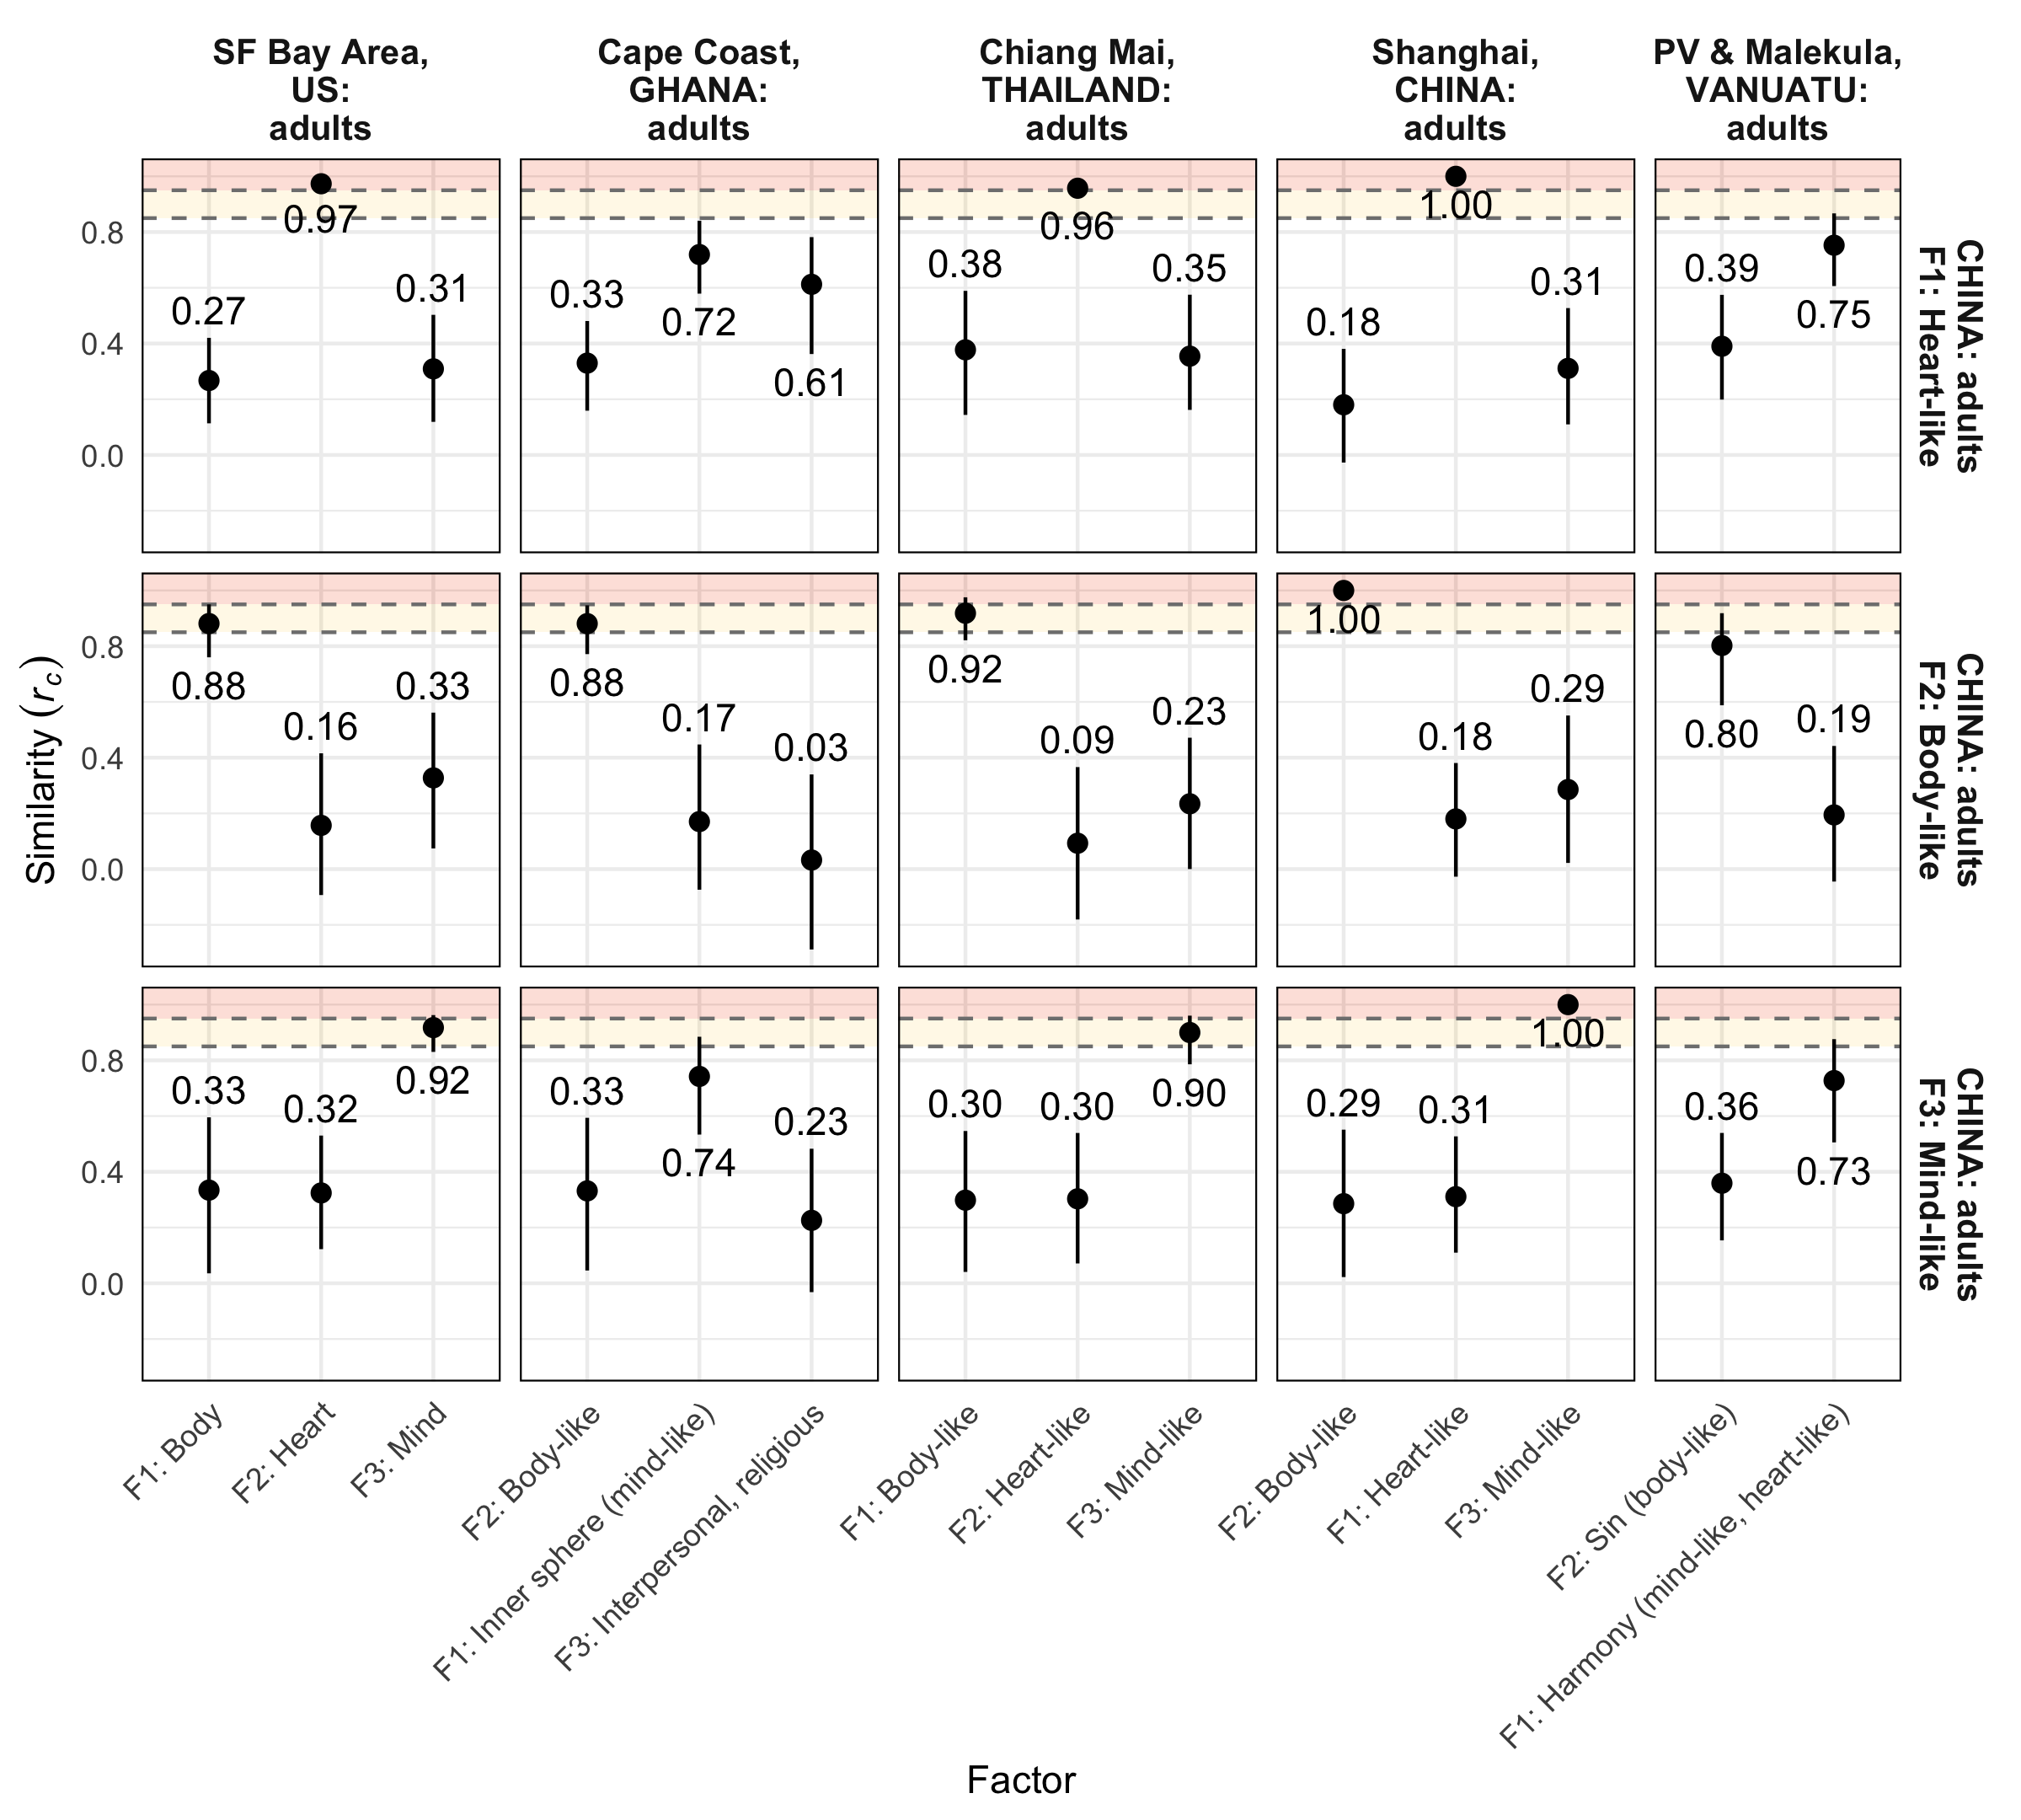 SF Bay Area,
US:
adults
Cape Coast,
GHANA:
adults
Chiang Mai,
THAILAND:
adults
Shanghai,
CHINA:
adults
PV & Malekula,
VANUATU:
adults
Similarity (r_c)
0.8
0.4
0.0
0.27
0.97
0.31
0.33
0.72
0.61
0.38
0.96
0.35
0.18
1.00
0.31
0.39
0.75
CHINA: adults
F1: Heart-like
0.8
0.4
0.0
0.88
0.16
0.33
0.88
0.17
0.03
0.92
0.09
0.23
1.00
0.18
0.29
0.80
0.19
CHINA: adults
F2: Body-like
0.8
0.4
0.0
0.33
0.32
0.92
0.33
0.74
0.23
0.30
0.30
0.90
0.29
0.31
1.00
0.36
0.73
CHINA: adults
F3: Mind-like
F1: Body
F2: Heart
F3: Mind
F2: Body-like
F1: Inner sphere (mind-like)
F3: Interpersonal, religious
F1: Body-like
F2: Heart-like
F3: Mind-like
F2: Body-like
F1: Heart-like
F3: Mind-like
F2: Sin (body-like)
F1: Harmony (mind-like, heart-like)
Factor